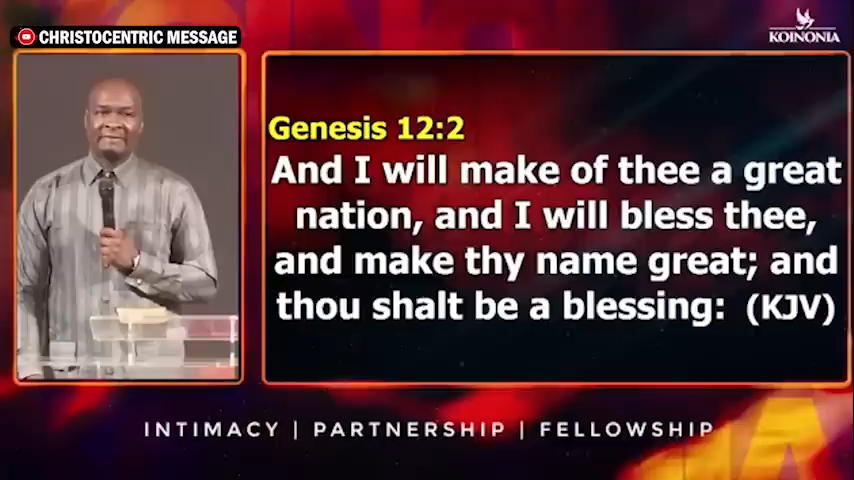 CHRISTOCENTRIC MESSAGE
KOINONIA
Genesis 12:2
And I will make of thee a great
nation, and I will bless thee,
and make thy name great; and
thou shalt be a blessing: (KJV)
INTIMACY | PARTNERSHIP | FELLOWSHIP